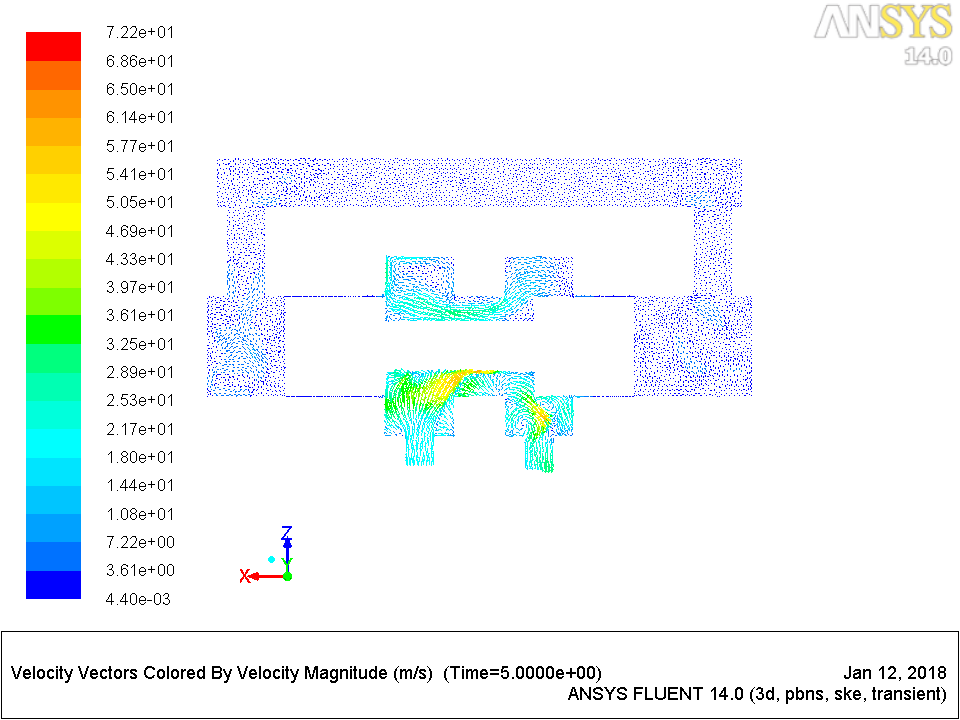 7.22e+01
6.86e+01
6.50e+01
6.14e+01
5.77e+01
5.41e+01
5.05e+01
4.69e+01
4.33e+01
3.97e+01
3.61e+01
3.25e+01
2.89e+01
2.53e+01
2.17e+01
1.80e+01
1.44e+01
1.08e+01
7.22e+00
3.61e+00
4.40e-03
ANSYS
14.0
Z
Y
X
Velocity Vectors Colored By Velocity Magnitude (m/s)  (Time=5.0000e+00)
Jan 12, 2018
ANSYS FLUENT 14.0 (3d, pbns, ske, transient)